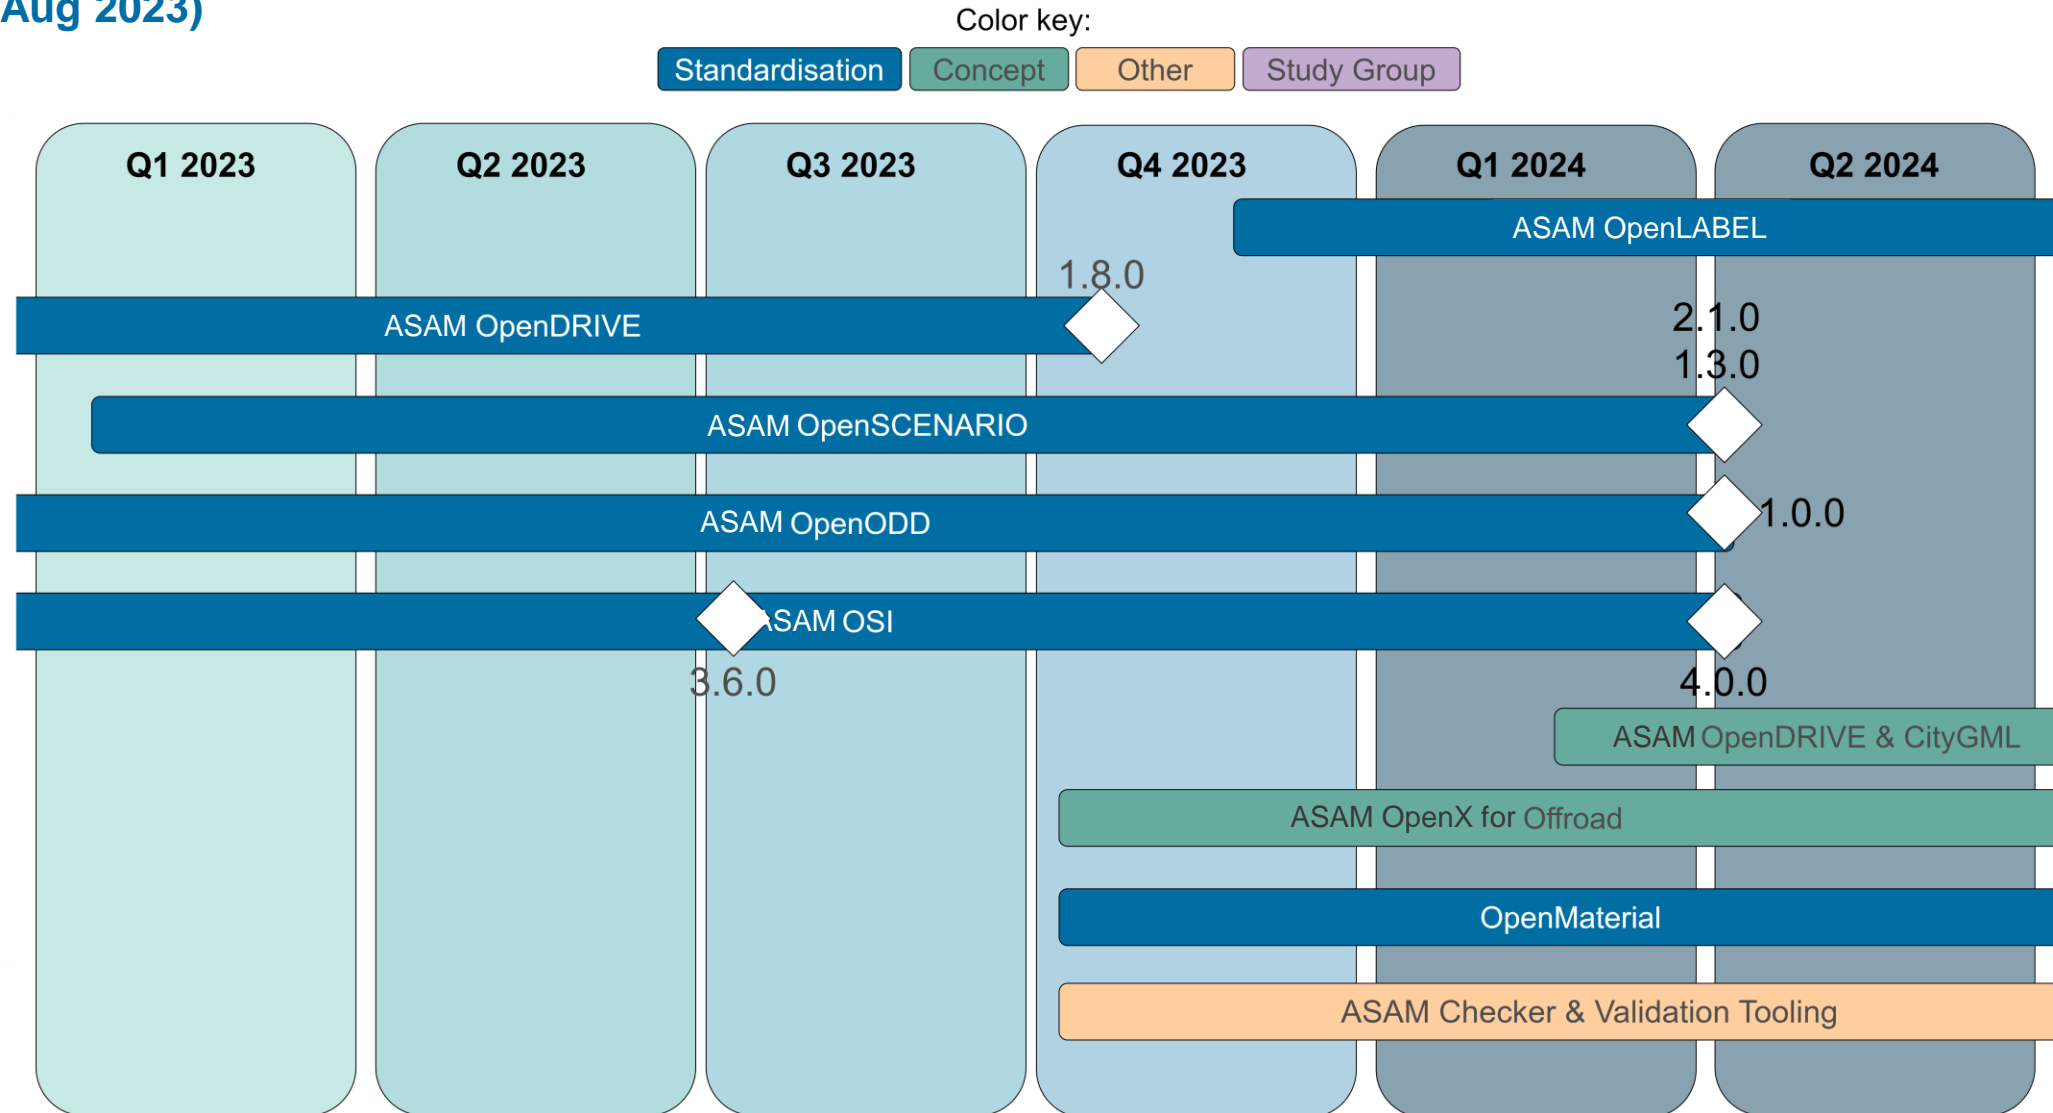 Aug 2023)
Color key:
Standardisation Concept Other Study Group
Q1 2023 Q2 2023 Q3 2023 Q4 2023 Q1 2024 Q2 2024
ASAM OpenLABEL
1.8.0
ASAM OpenDRIVE
2.1.0
1.3.0
ASAM OpenSCENARIO
ASAM OpenODD
1.0.0
ASAM OSI
3.6.0
4.0.0
ASAM OpenDRIVE & CityGML
ASAM OpenX for Offroad
OpenMaterial
ASAM Checker & Validation Tooling